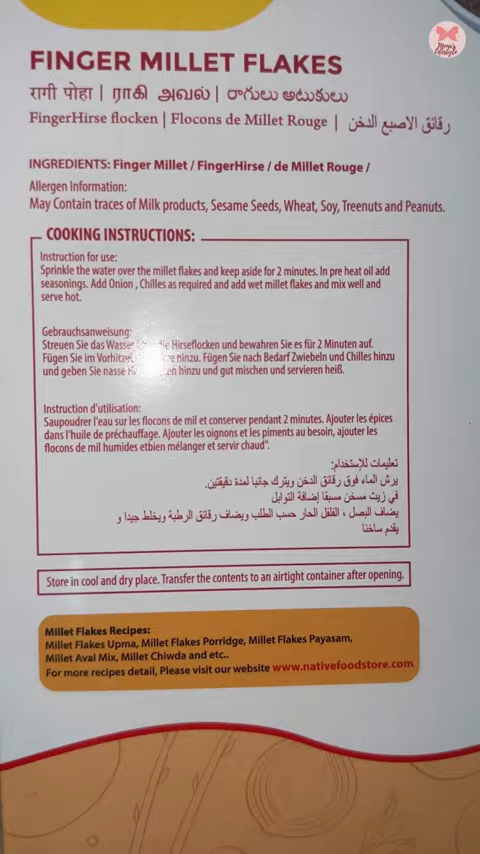 Mom's Lifestyle
FINGER MILLET FLAKES
रागी पोहा | ராகி அவல் | రాగులు అటుకులు
FingerHirse flocken | Flocons de Millet Rouge | رقائق الاصبع الدخن
INGREDIENTS: Finger Millet / FingerHirse / de Millet Rouge /
Allergen Information:
May Contain traces of Milk products, Sesame Seeds, Wheat, Soy, Treenuts and Peanuts.
COOKING INSTRUCTIONS:
Instruction for use:
Sprinkle the water over the millet flakes and keep aside for 2 minutes. In pre heat oil add
seasonings. Add Onion , Chilles as required and add wet millet flakes and mix well and
serve hot.
Gebrauchsanweisung:
Streuen Sie das Wasser die Hirseflocken und bewahren Sie es für 2 Minuten auf.
Fügen Sie im hinzu. Fügen Sie nach Bedarf Zwiebeln und Chilles hinzu
und geben Sie nasse hinzu und gut mischen und servieren heiß.
Instruction d'utilisation:
Saupoudrer l'eau sur les flocons de mil et conserver pendant 2 minutes. Ajouter les épices
dans l'huile de préchauffage. Ajouter les oignons et les piments au besoin, ajouter les
flocons de mil humides etbien mélanger et servir chaud".
تعليمات للإستخدام:
يرش الماء فوق رقائق الدخن ويترك جانبا لمدة دقيقتين.
في زيت مسخن مسبقا إضافة التوابل
يضاف البصل ، الفلفل الحار حسب الطلب ويضاف رقائق الرطبة ويخلط جيدا و
يقدم ساخنا
Store in cool and dry place. Transfer the contents to an airtight container after opening.
Millet Flakes Recipes:
Millet Flakes Upma, Millet Flakes Porridge, Millet Flakes Payasam,
Millet Aval Mix, Millet Chiwda and etc..
For more recipes detail, Please visit our website www.nativefoodstore.com